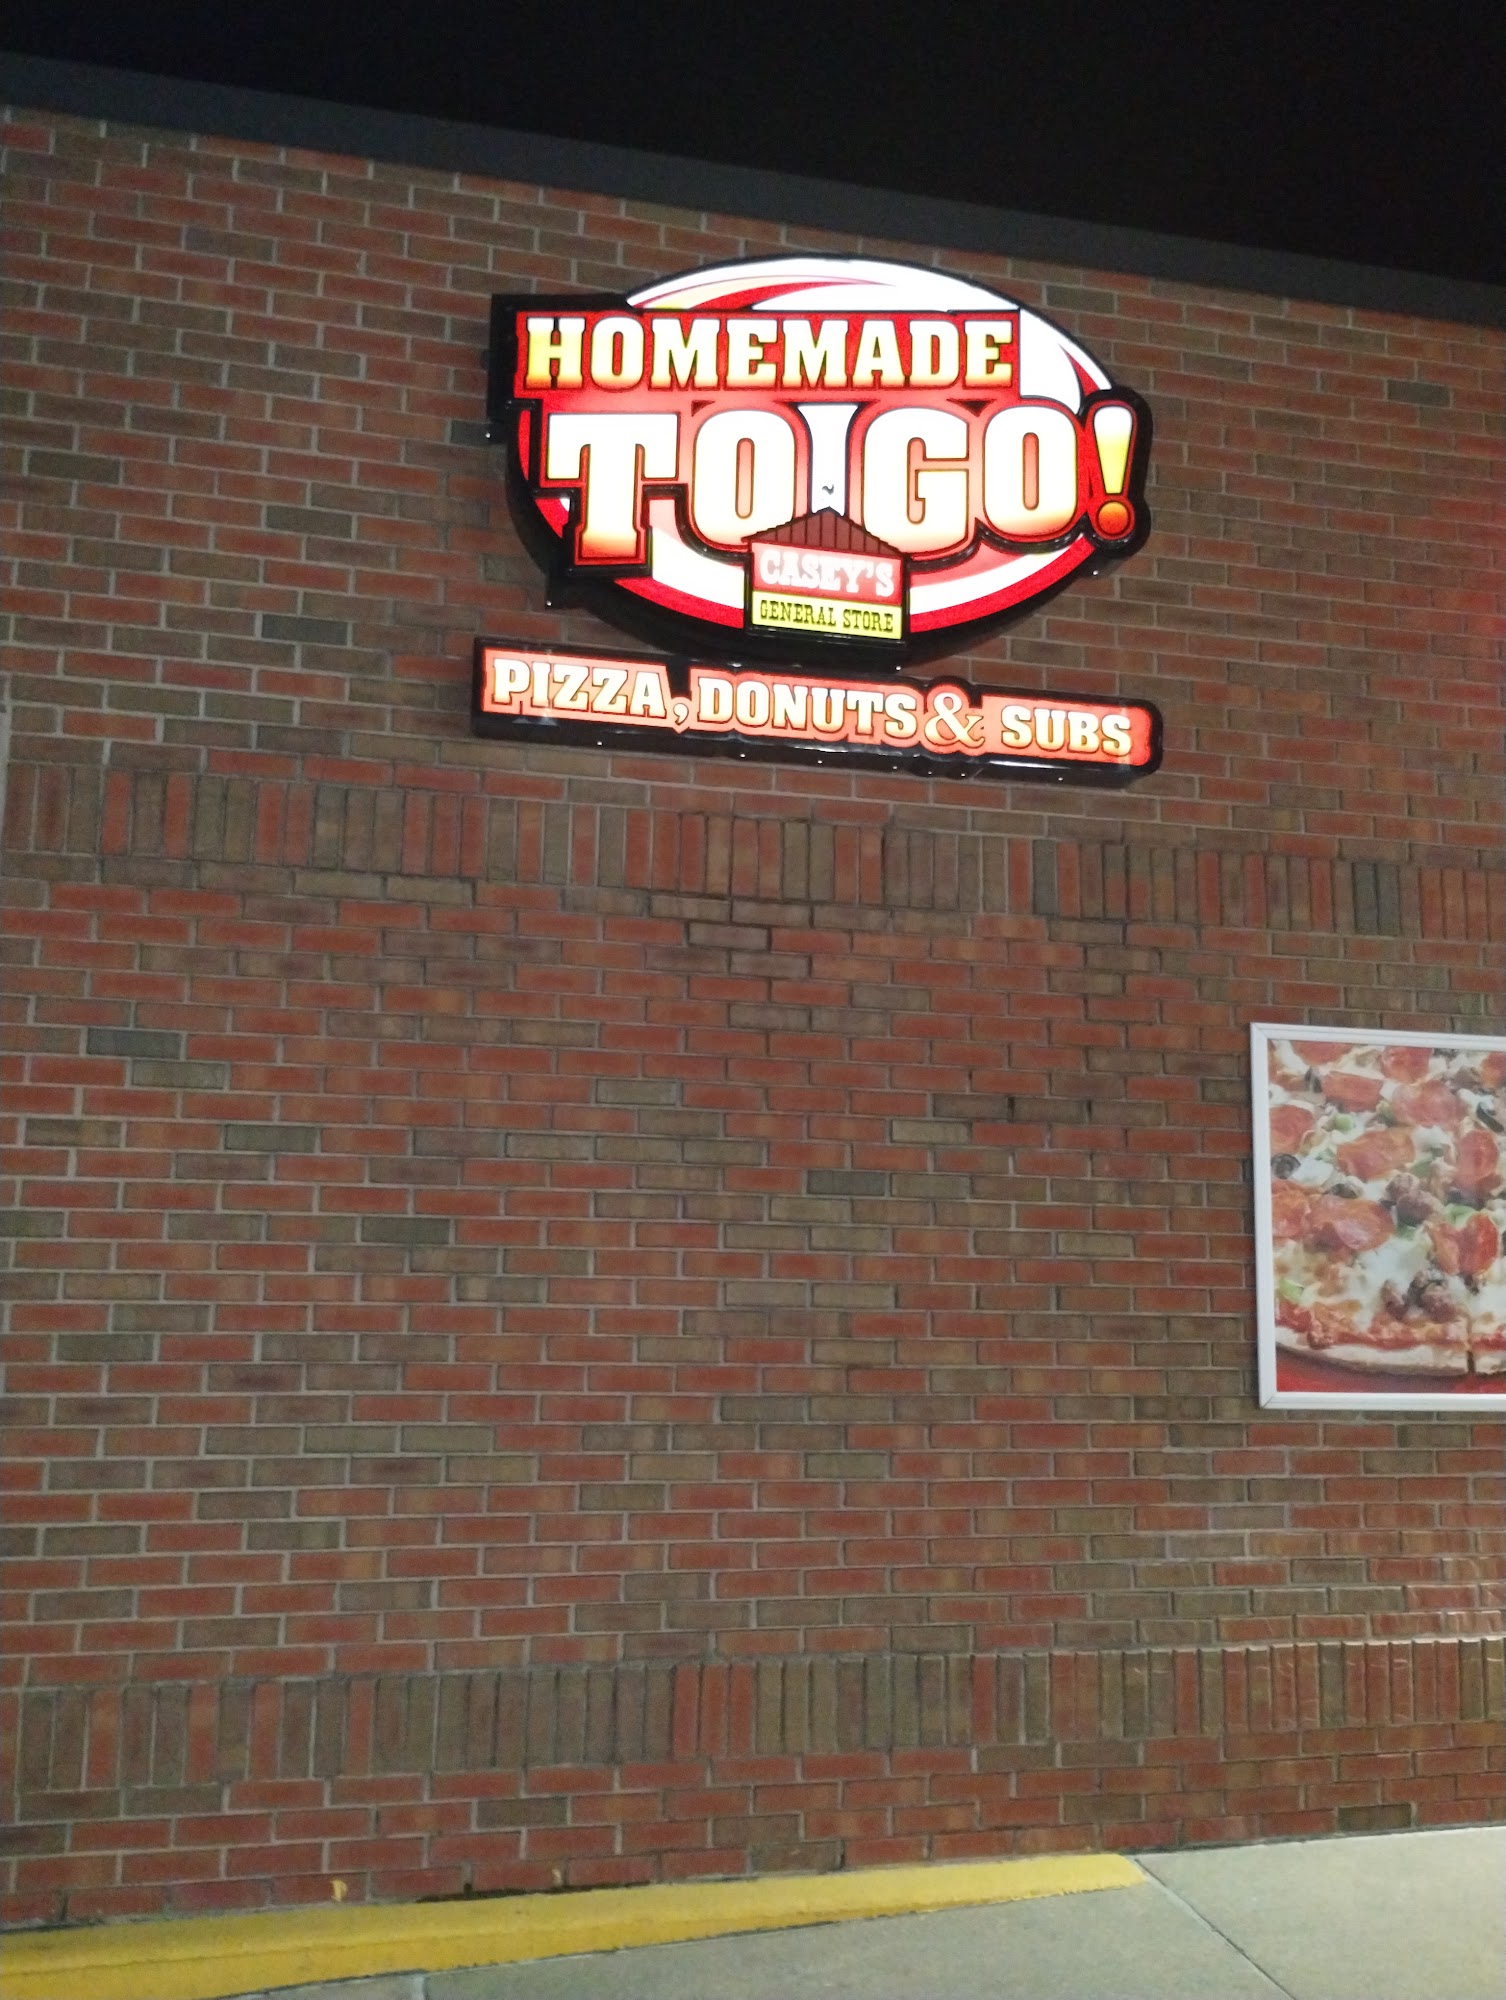 HOMEMADE
TO GO!
CASEY'S
GENERAL STORE
PIZZA, DONUTS & SUBS